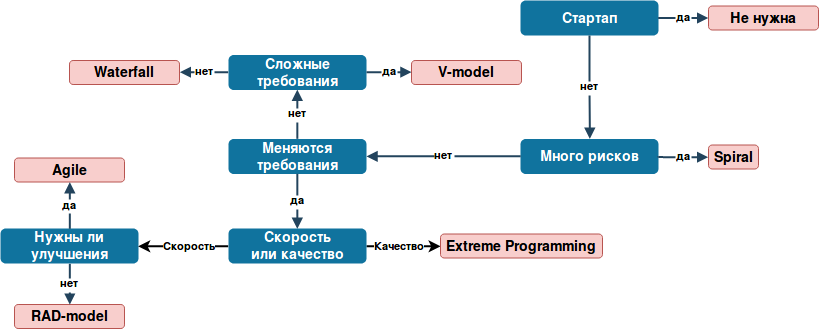 Стартап
да
Не нужна
нет
Сложные
требования
нет
Waterfall
да
V-model
нет
Меняются
требования
нет
Много рисков
да
Spiral
Agile
да
да
Нужны ли
улучшения
Скорость
Скорость
или качество
Качество
Extreme Programming
нет
RAD-model